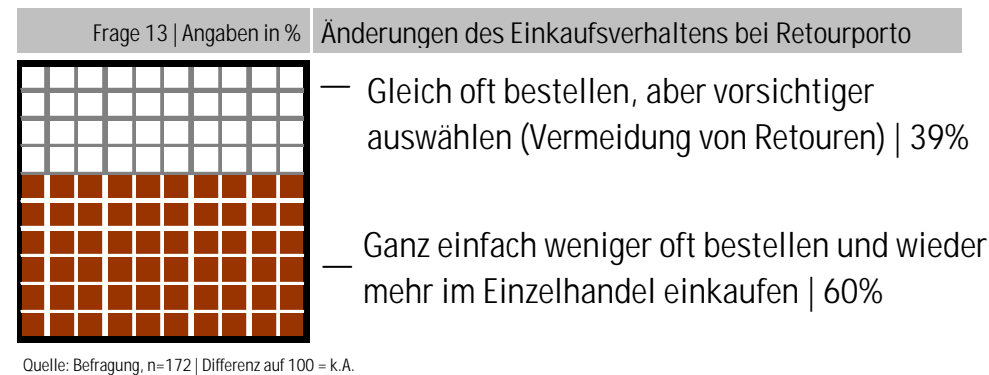 Frage 13 | Angaben in %
Änderungen des Einkaufsverhaltens bei Retourporto
Gleich oft bestellen, aber vorsichtiger
auswählen (Vermeidung von Retouren) | 39%
Ganz einfach weniger oft bestellen und wieder
mehr im Einzelhandel einkaufen | 60%
Quelle: Befragung, n=172 | Differenz auf 100 = k.A.